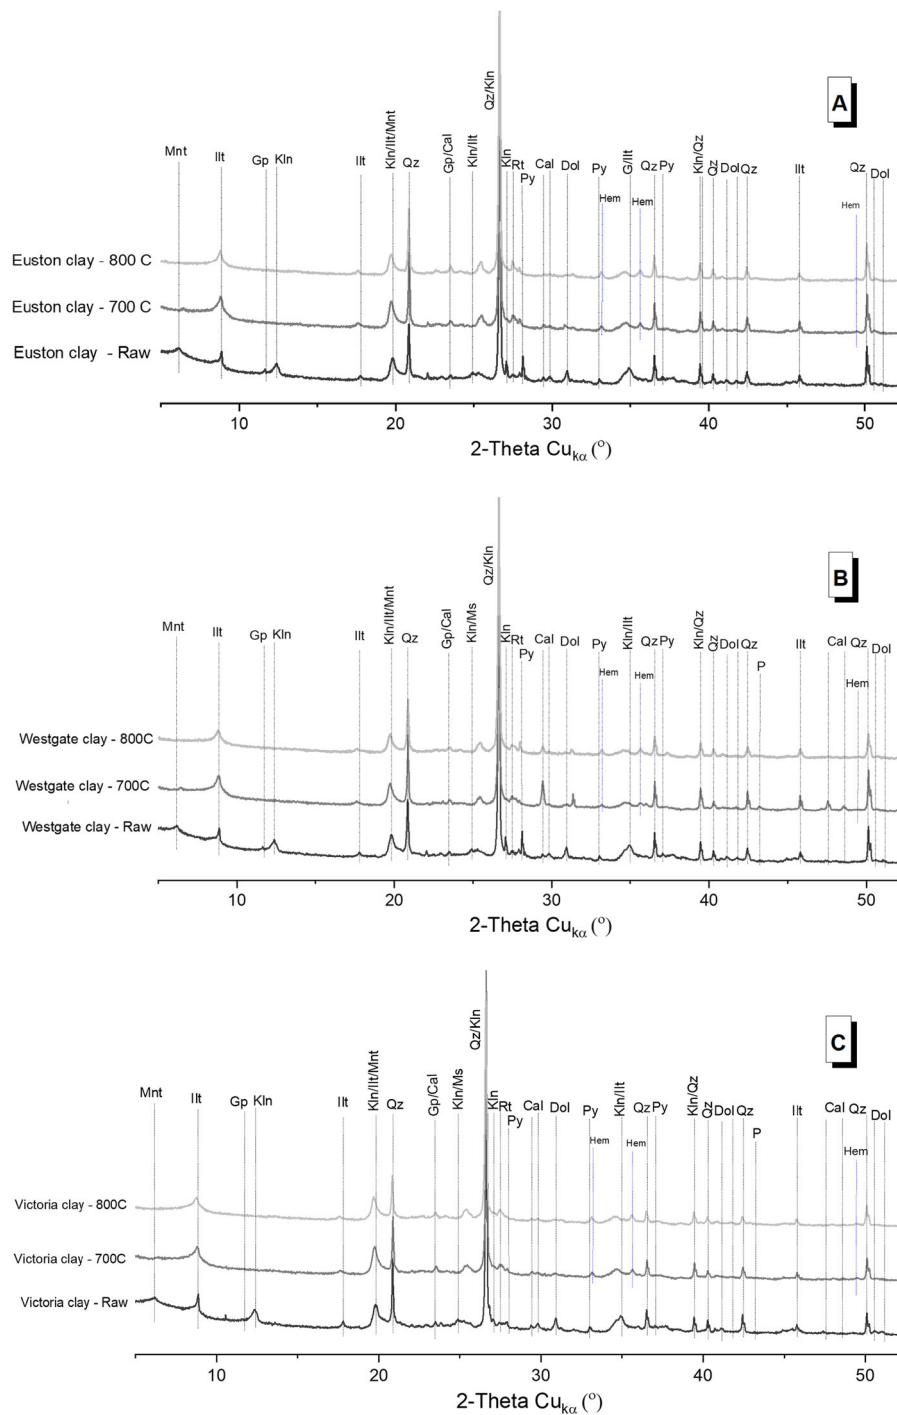 A
Mnt
Ilt
Gp
Kln
Ilt
Kln/Ilt/Mnt
Qz
Gp/Cal
Kln/Ilt
Qz/Kln
Kln
Rt
Py
Cal
Dol
Py
Hem
G/Ilt
Hem
Qz
Py
Kln/Qz
Qz
Dol
Qz
Ilt
Hem
Qz
Dol
Euston clay - 800 C
Euston clay - 700 C
Euston clay - Raw
10 20 30 40 50
2-Theta Cukα (°)
B
Mnt
Ilt
Gp
Kln
Ilt
Kln/Ilt/Mnt
Qz
Gp/Cal
Kln/Ms
Qz/Kln
Kln
Rt
Py
Cal
Dol
Py
Hem
Kln/Ilt
Hem
Qz
Py
Kln/Qz
Qz
Dol
Qz
P
Ilt
Cal
Qz
Hem
Dol
Westgate clay - 800C
Westgate clay - 700C
Westgate clay - Raw
10 20 30 40 50
2-Theta Cukα (°)
C
Mnt
Ilt
Gp
Kln
Ilt
Kln/Ilt/Mnt
Qz
Gp/Cal
Kln/Ms
Qz/Kln
Kln
Rt
Py
Cal
Dol
Py
Hem
Kln/Ilt
Hem
Qz
Py
Kln/Qz
Qz
Dol
Qz
P
Ilt
Cal
Qz
Hem
Dol
Victoria clay - 800C
Victoria clay - 700C
Victoria clay - Raw
10 20 30 40 50
2-Theta Cukα (°)